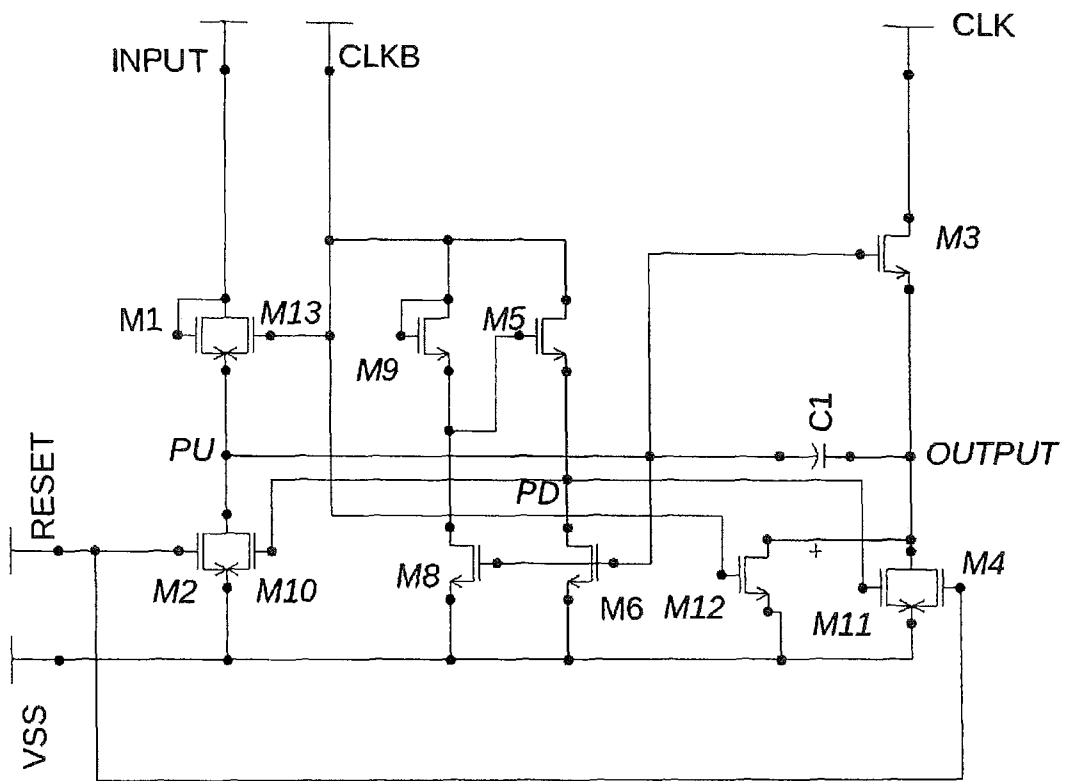 INPUT
CLKB
CLK
M3
M1
M13
M5
M9
C1
PU
OUTPUT
RESET
PD
M2
M10
M8
M6
M12
M11
M4
VSS